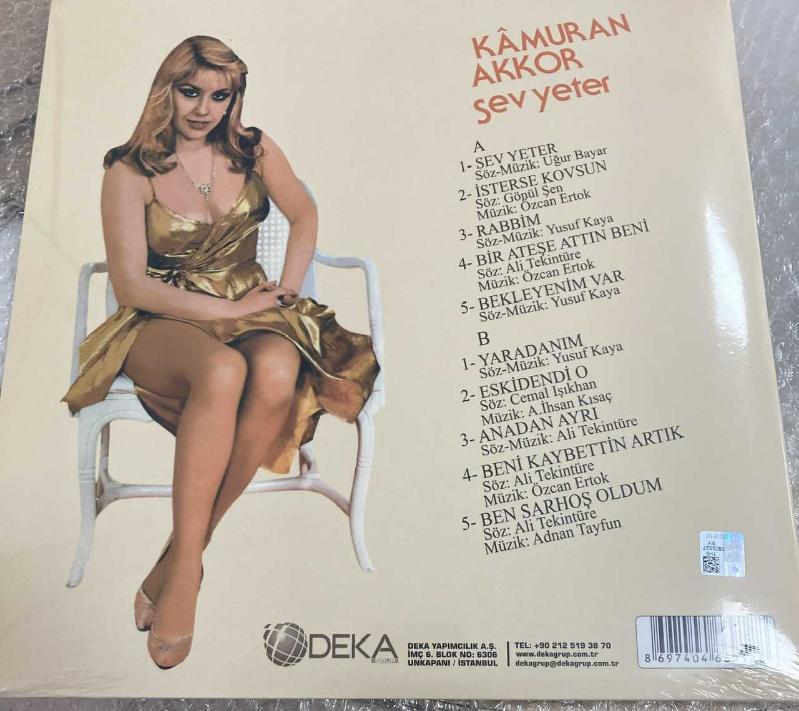 KÂMURAN
AKKOR
Sev yeter
A
1- SEV YETER
Söz-Müzik: Uğur Bayar
2- İSTERSE KOVSUN
Söz: Gönül Şen
Müzik: Özcan Ertok
3- RABBİM
Söz-Müzik: Yusuf Kaya
4- BİR ATEŞE ATTIN BENİ
Söz: Ali Tekintüre
Müzik: Özcan Ertok
5- BEKLEYENİM VAR
Söz-Müzik: Yusuf Kaya
B
1- YARADANIM
Söz-Müzik: Yusuf Kaya
2- ESKİDENDİ O
Söz: Cemal Işıkhan
Müzik: A.İhsan Kısaç
3- ANADAN AYRI
Söz-Müzik: Ali Tekintüre
4- BENİ KAYBETTİN ARTIK
Söz: Ali Tekintüre
Müzik: Özcan Ertok
5- BEN SARHOŞ OLDUM
Söz: Ali Tekintüre
Müzik: Adnan Tayfun
DEKA
DEKA YAPIMCILIK A.Ş.
İMÇ 6. BLOK NO: 6306
UNKAPANI / İSTANBUL
TEL: +90 212 519 38 70
www.dekagrup.com.tr
dekagrup@dekagrup.com.tr
8 697404